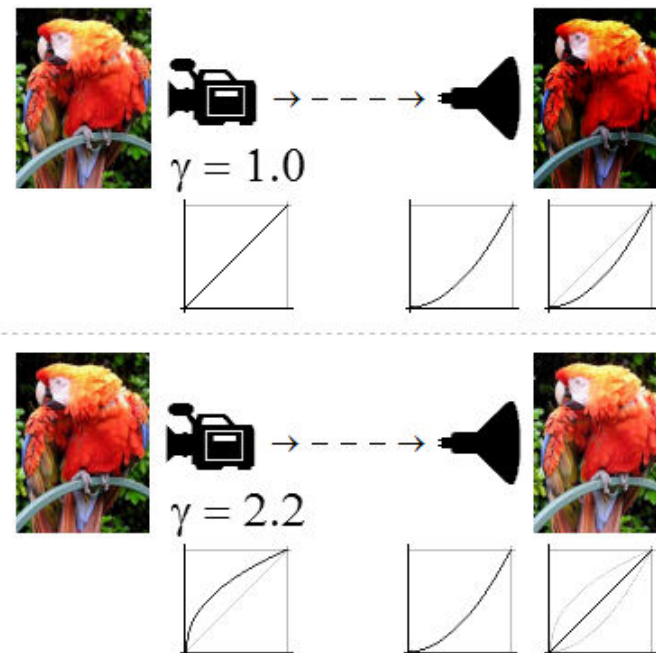 γ = 1.0
γ = 2.2